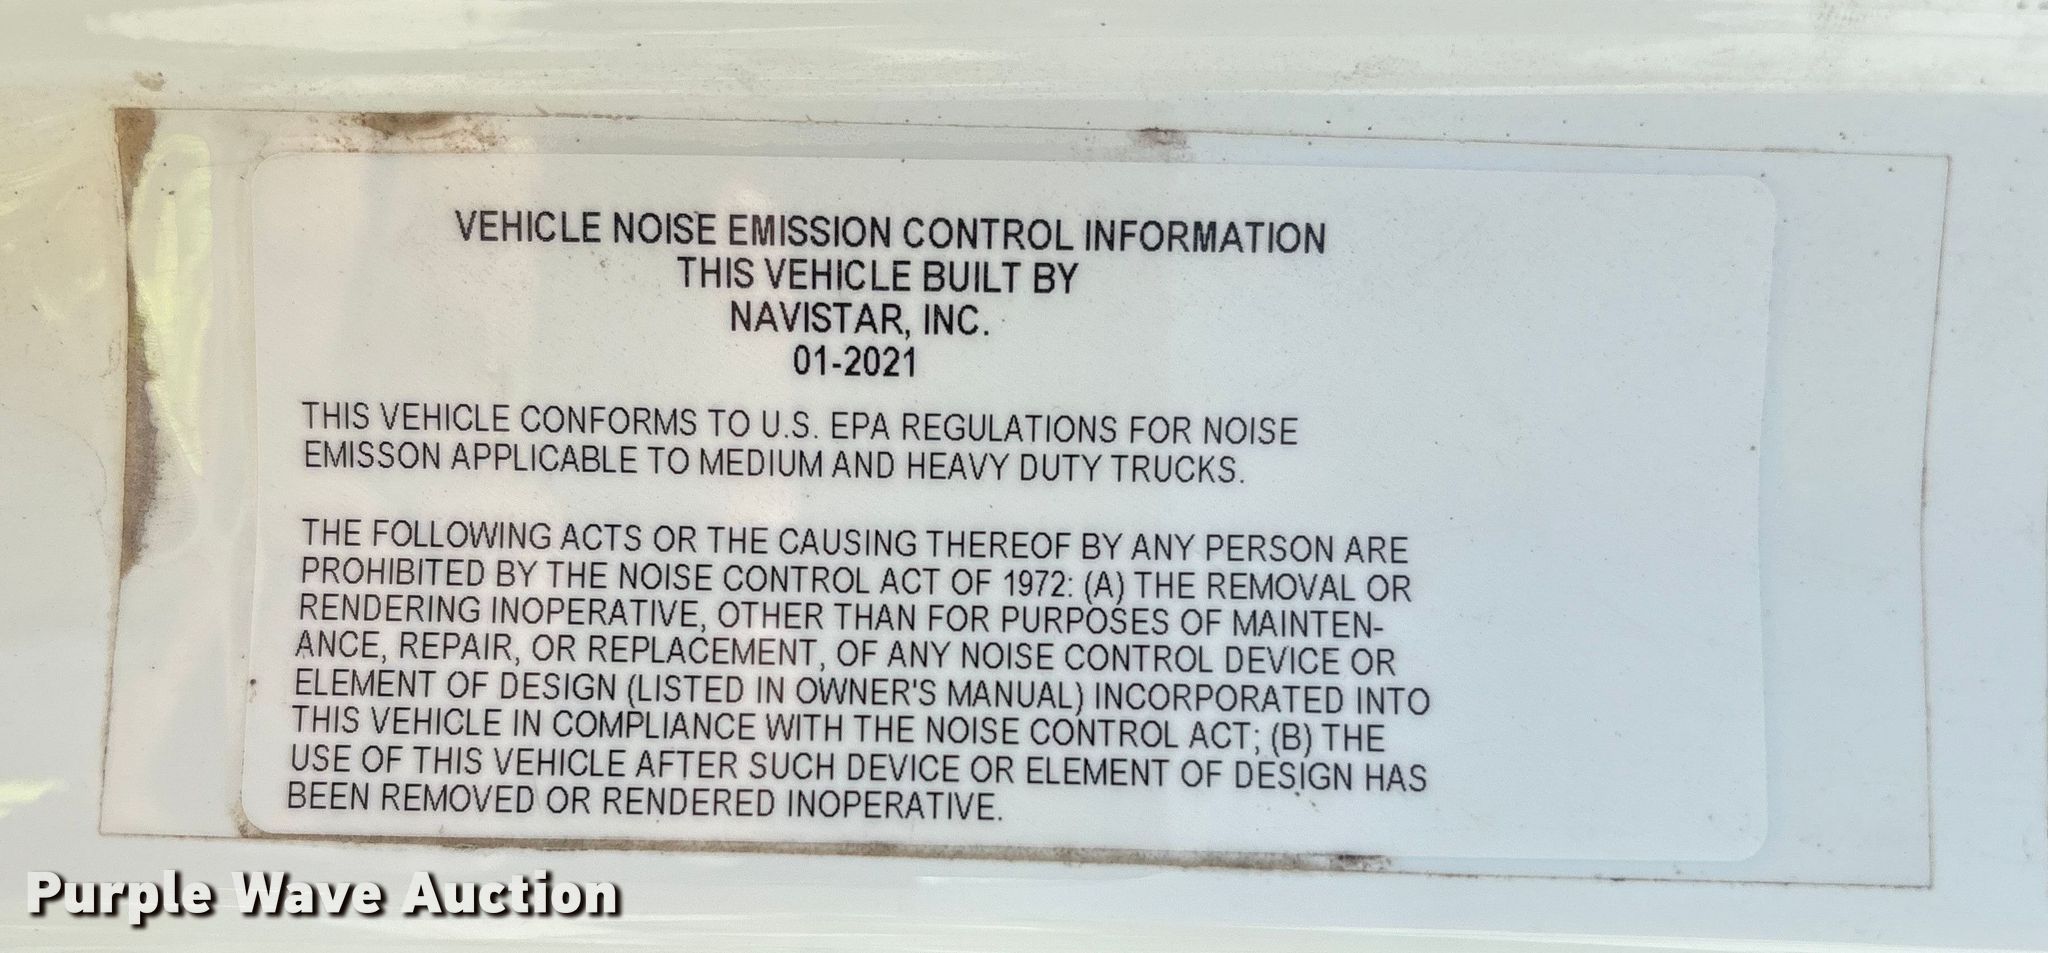 VEHICLE NOISE EMISSION CONTROL INFORMATION
THIS VEHICLE BUILT BY
NAVISTAR, INC.
01-2021
THIS VEHICLE CONFORMS TO U.S. EPA REGULATIONS FOR NOISE
EMISSON APPLICABLE TO MEDIUM AND HEAVY DUTY TRUCKS.
THE FOLLOWING ACTS OR THE CAUSING THEREOF BY ANY PERSON ARE
PROHIBITED BY THE NOISE CONTROL ACT OF 1972: (A) THE REMOVAL OR
RENDERING INOPERATIVE, OTHER THAN FOR PURPOSES OF MAINTEN-
ANCE, REPAIR, OR REPLACEMENT, OF ANY NOISE CONTROL DEVICE OR
ELEMENT OF DESIGN (LISTED IN OWNER'S MANUAL) INCORPORATED INTO
THIS VEHICLE IN COMPLIANCE WITH THE NOISE CONTROL ACT; (B) THE
USE OF THIS VEHICLE AFTER SUCH DEVICE OR ELEMENT OF DESIGN HAS
BEEN REMOVED OR RENDERED INOPERATIVE.
Purple Wave Auction